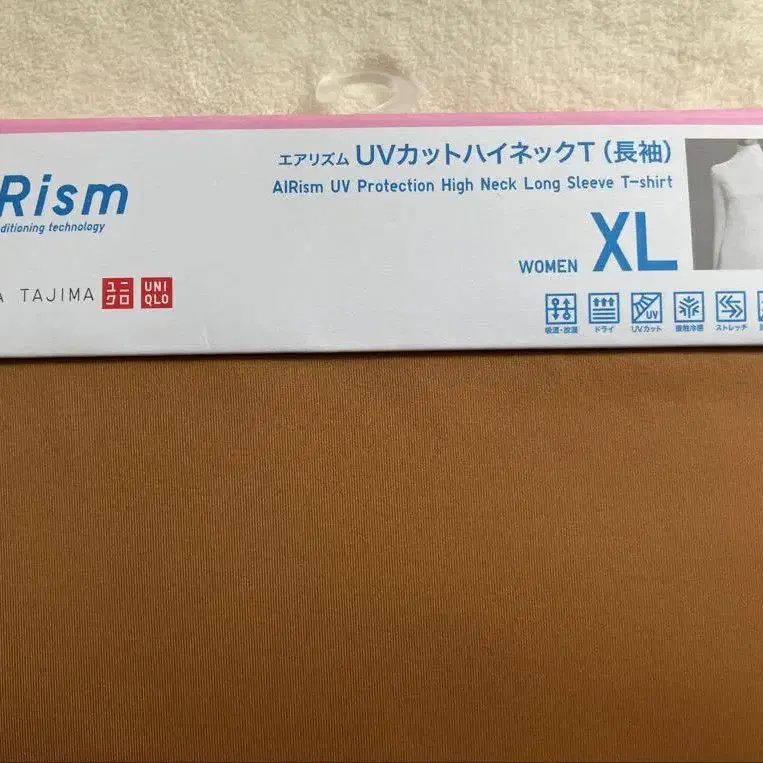 エアリズム UVカットハイネックT（長袖）
AIRism UV Protection High Neck Long Sleeve T-shirt
Rism
ditioning technology
WOMEN XL
A TAJIMA ユニクロ UNIQLO
吸湿・放湿 ドライ UVカット 接触冷感 ストレッチ